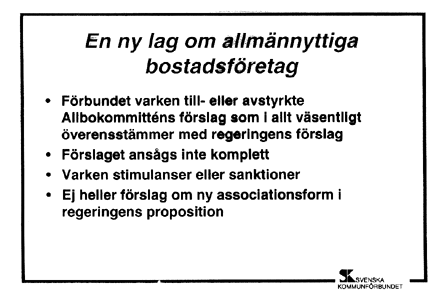 En ny lag om allmännyttiga
bostadsföretag
• Förbundet varken till- eller avstyrkte
Allbokommitténs förslag som i allt väsentligt
överensstämmer med regeringens förslag
• Förslaget ansågs inte komplett
• Varken stimulanser eller sanktioner
• Ej heller förslag om ny associationsform i
regeringens proposition
SK SVENSKA
KOMMUNFÖRBUNDET